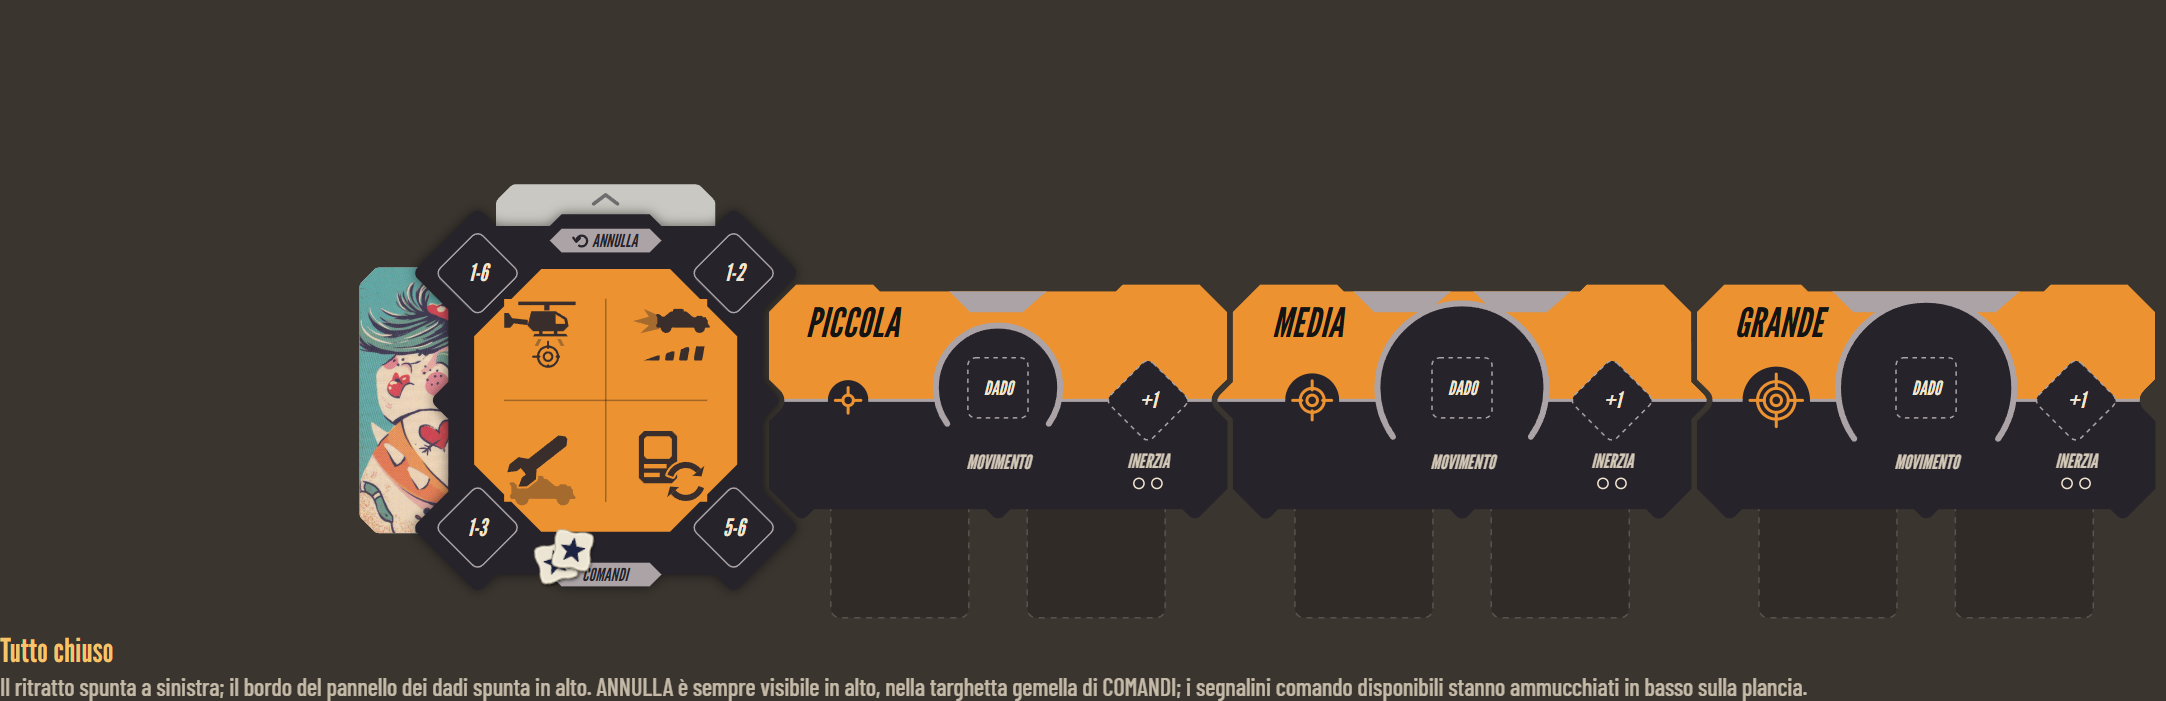 ANNULLA
1-6
1-2
PICCOLA
MEDIA
GRANDE
DADO
DADO
DADO
+1
+1
+1
MOVIMENTO
INERZIA
MOVIMENTO
INERZIA
MOVIMENTO
INERZIA
1-3
5-6
COMANDI
Tutto chiuso
Il ritratto spunta a sinistra; il bordo del pannello dei dadi spunta in alto. ANNULLA è sempre visibile in alto, nella targhetta gemella di COMANDI; i segnalini comando disponibili stanno ammucchiati in basso sulla plancia.